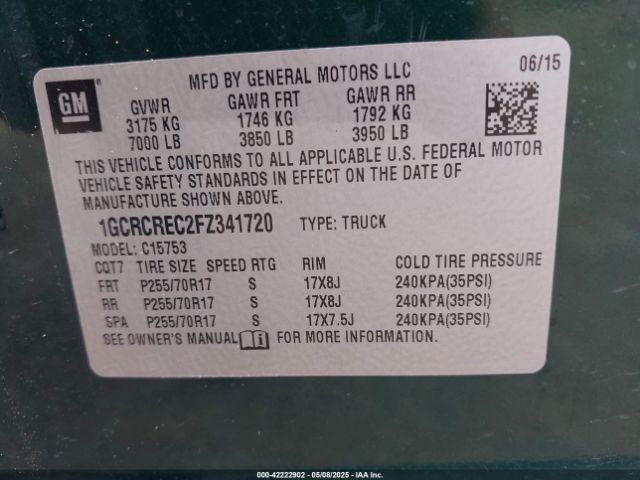 GM
MFD BY GENERAL MOTORS LLC 06/15
GVWR GAWR FRT GAWR RR
3175 KG 1746 KG 1792 KG
7000 LB 3850 LB 3950 LB
THIS VEHICLE CONFORMS TO ALL APPLICABLE U.S. FEDERAL MOTOR
VEHICLE SAFETY STANDARDS IN EFFECT ON THE DATE OF
MANUFACTURE SHOWN ABOVE.
1GCRCREC2FZ341720 TYPE: TRUCK
MODEL: C15753
CQT7 TIRE SIZE SPEED RTG RIM COLD TIRE PRESSURE
FRT P255/70R17 S 17X8J 240KPA(35PSI)
RR P255/70R17 S 17X8J 240KPA(35PSI)
SPA P255/70R17 S 17X7.5J 240KPA(35PSI)
SEE OWNER'S MANUAL i FOR MORE INFORMATION.
000-42222902 - 05/08/2025 - IAA Inc.